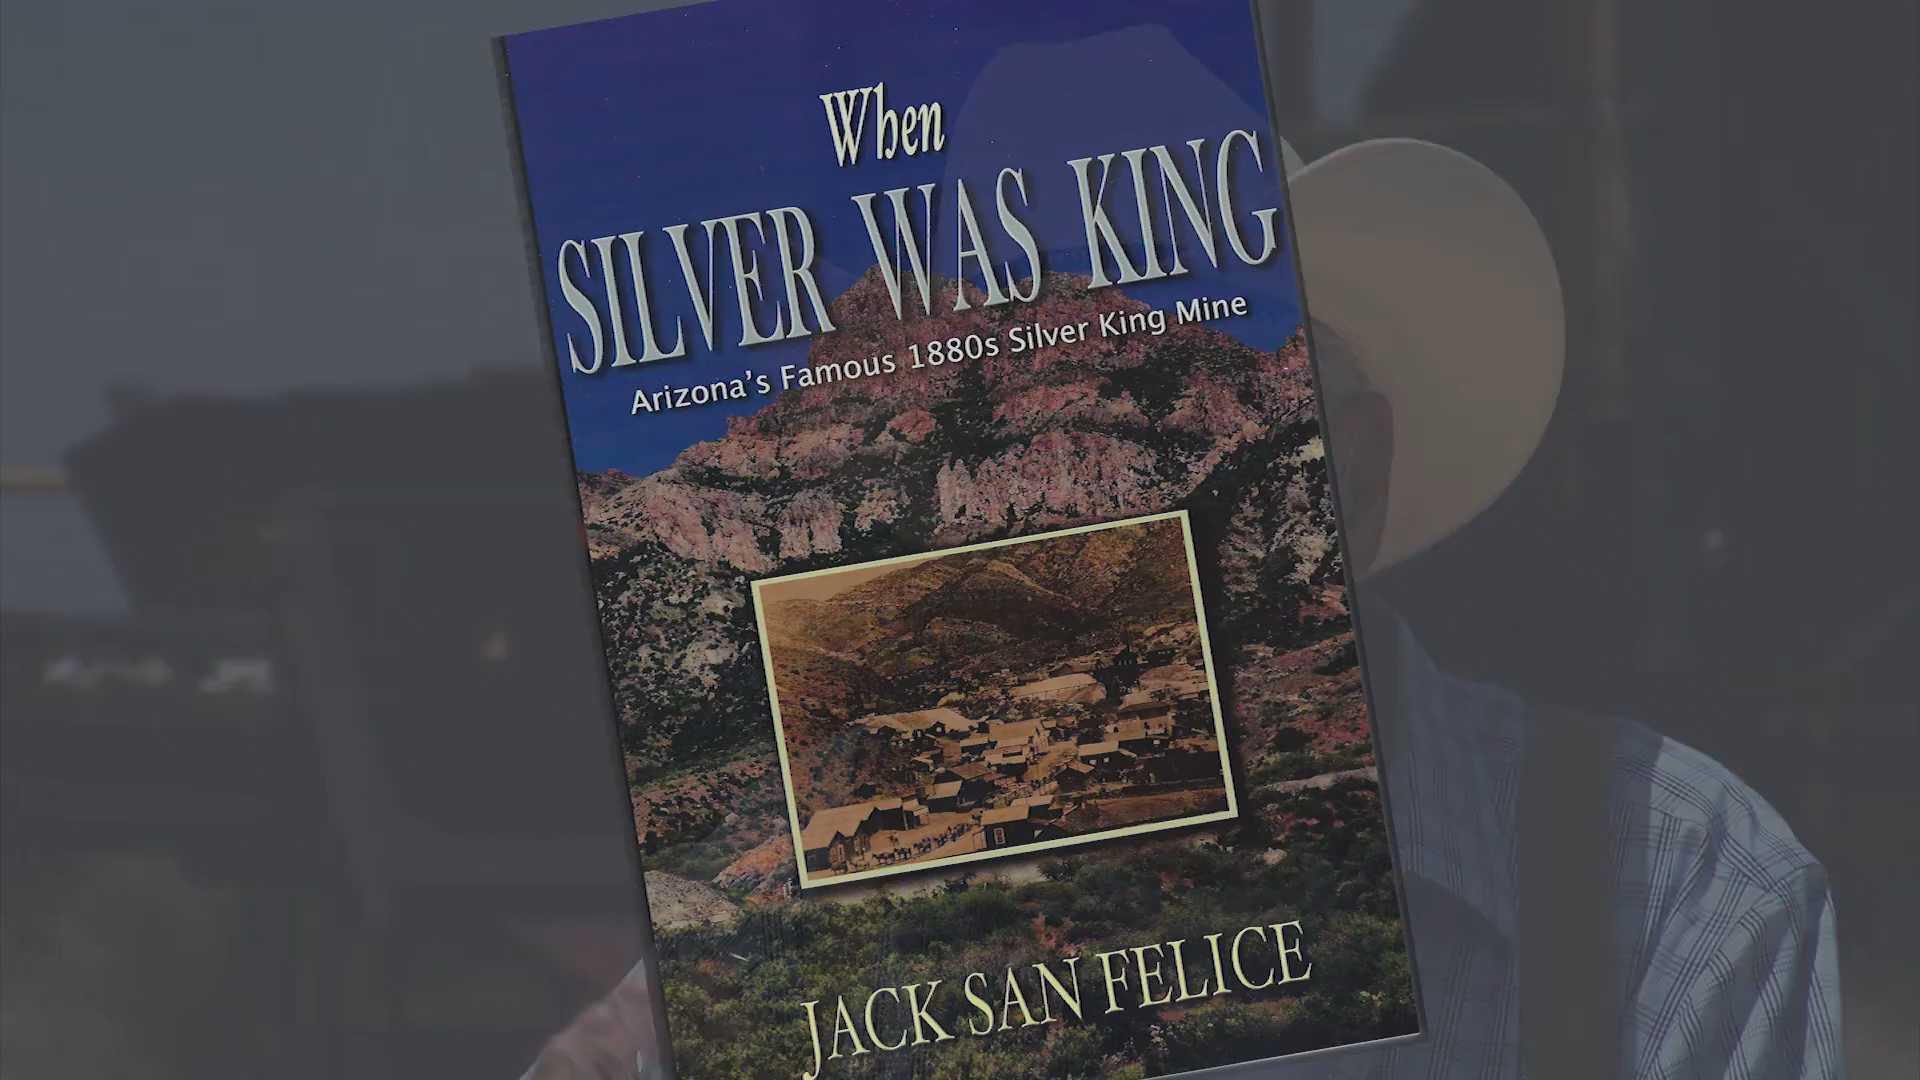 When
SILVER WAS KING
Arizona's Famous 1880s Silver King Mine
JACK SAN FELICE